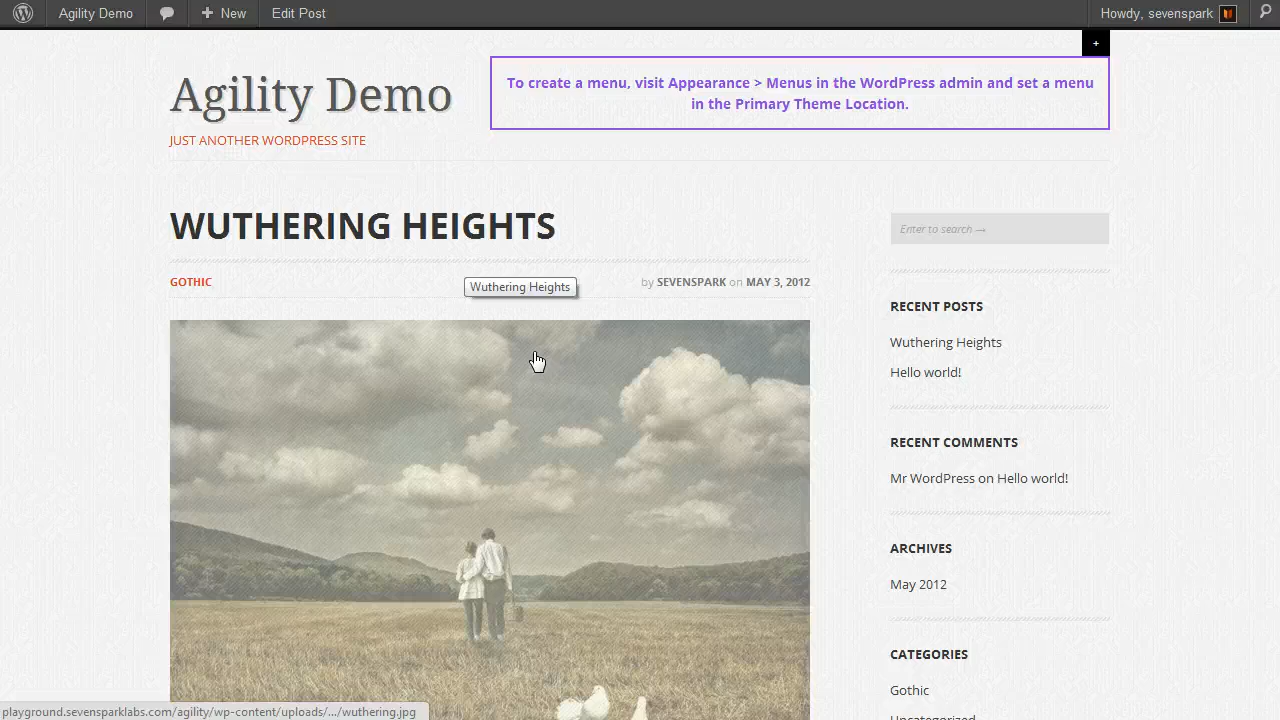 Agility Demo
New
Edit Post
Howdy, sevenspark
+
Agility Demo
To create a menu, visit Appearance > Menus in the WordPress admin and set a menu
in the Primary Theme Location.
JUST ANOTHER WORDPRESS SITE
WUTHERING HEIGHTS
Enter to search →
GOTHIC
Wuthering Heights
by SEVENSPARK on MAY 3, 2012
RECENT POSTS
Wuthering Heights
Hello world!
RECENT COMMENTS
Mr WordPress on Hello world!
ARCHIVES
May 2012
CATEGORIES
Gothic
Uncategorized
playground.sevensparklabs.com/agility/wp-content/uploads/.../wuthering.jpg